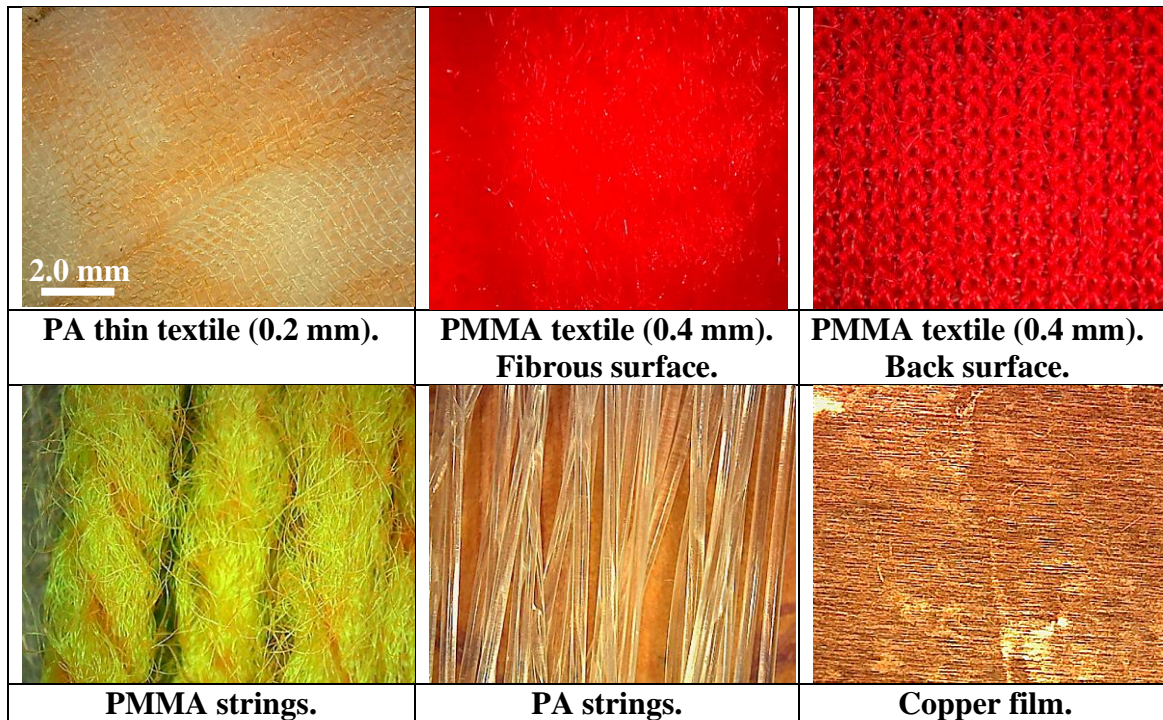 2.0 mm
PA thin textile (0.2 mm).
PMMA textile (0.4 mm).
Fibrous surface.
PMMA textile (0.4 mm).
Back surface.
PMMA strings.
PA strings.
Copper film.